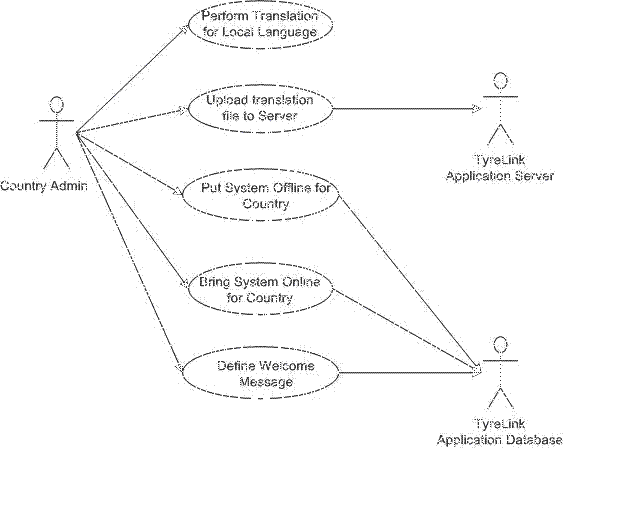 Perform Translation
for Local Language
Upload translation
file to Server
TyreLink
Application Server
Country Admin
Put System Offline for
Country
Bring System Online
for Country
Define Welcome
Message
TyreLink
Application Database